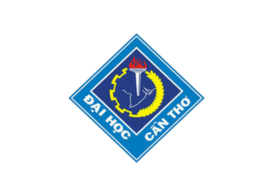 ĐẠI HỌC
CẦN THƠ